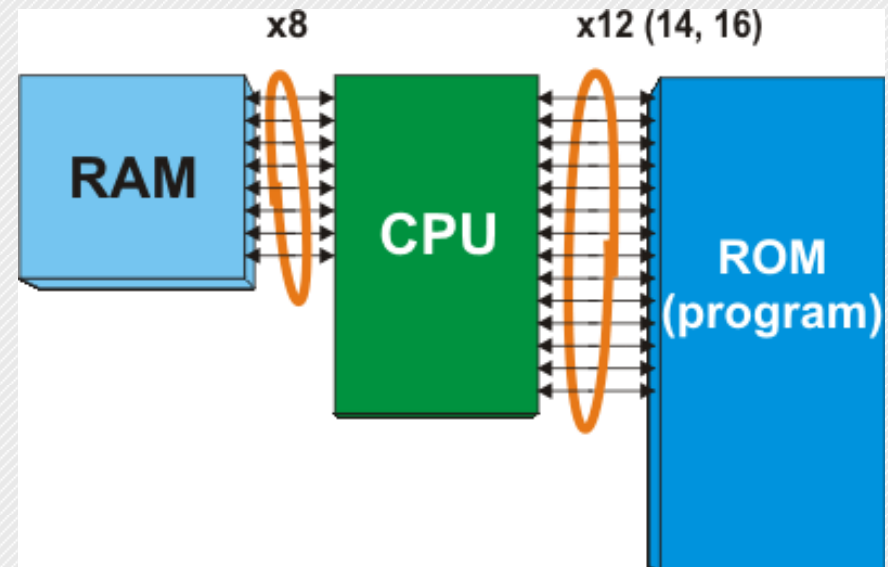 x8
x12 (14, 16)
RAM
CPU
ROM
(program)